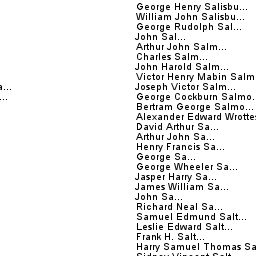 George Henry Salisbu...
William John Salisbu...
George Rudolph Sal...
John Sal...
Arthur John Salm...
Charles Salm...
John Harold Salm...
Victor Henry Mabin Salm
Joseph Victor Salm...
George Cockburn Salmo.
Bertram George Salmo...
Alexander Edward Wrottes
David Arthur Sa...
Arthur John Sa...
Henry Francis Sa...
George Sa...
George Wheeler Sa...
Jasper Harry Sa...
James William Sa...
John Sa...
Richard Neal Sa...
Samuel Edmund Salt...
Leslie Edward Salt...
Frank H. Salt...
Harry Samuel Thomas Sa
Sidney Vincent Salt